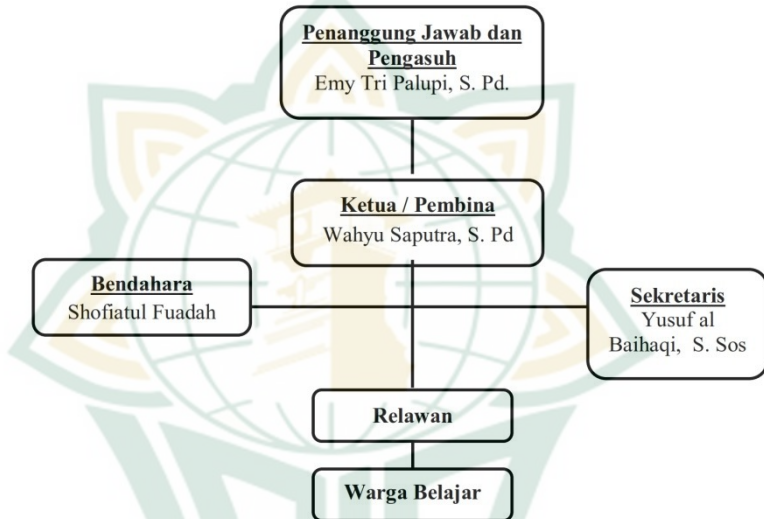 Penanggung Jawab dan
Pengasuh
Emy Tri Palupi, S. Pd.
Ketua / Pembina
Wahyu Saputra, S. Pd
Bendahara
Shofiatul Fuadah
Sekretaris
Yusuf al
Baihaqi, S. Sos
Relawan
Warga Belajar